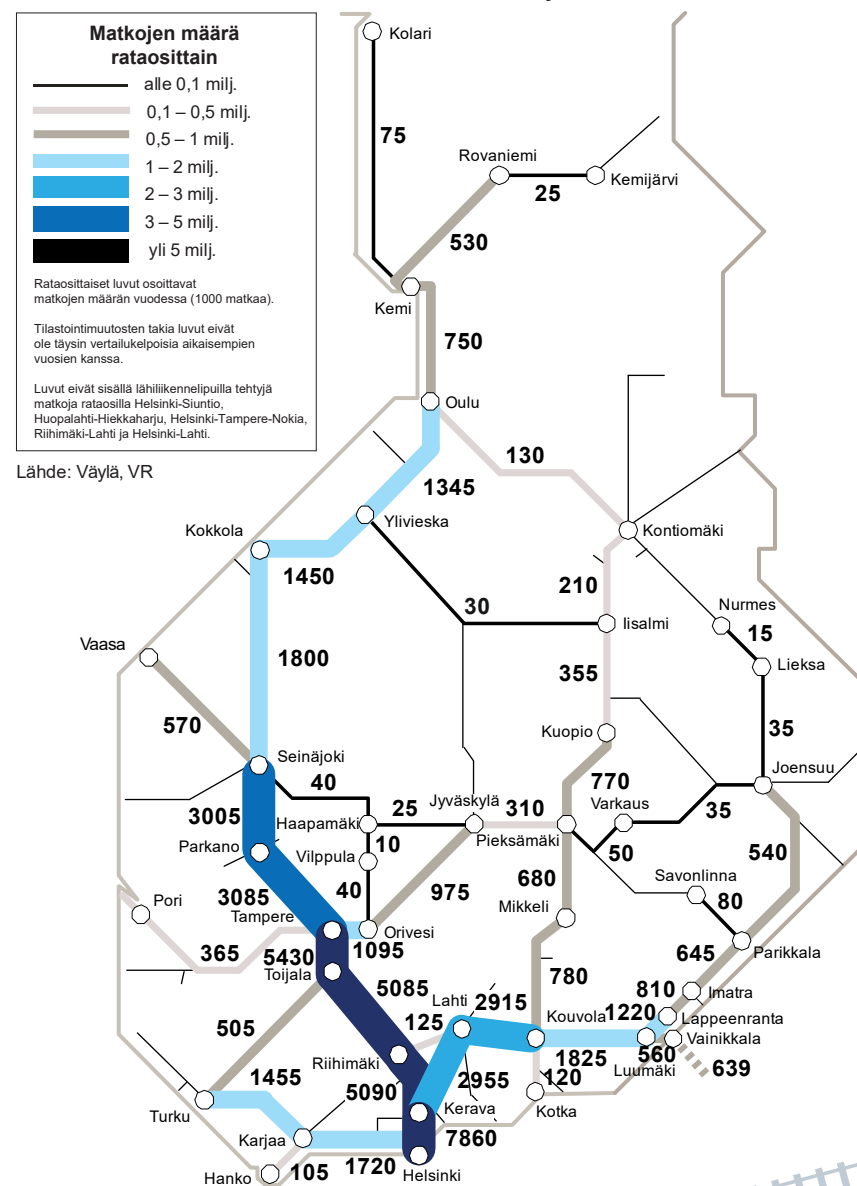 Matkojen määrä
rataosittain
alle 0,1 milj.
0,1 – 0,5 milj.
0,5 – 1 milj.
1 – 2 milj.
2 – 3 milj.
3 – 5 milj.
yli 5 milj.
Rataosittaiset luvut osoittavat
matkojen määrän vuodessa (1000 matkaa).
Tilastointimuutosten takia luvut eivät
ole täysin vertailukelpoisia aikaisempien
vuosien kanssa.
Luvut eivät sisällä lähiliikennelipuilla tehtyjä
matkoja rataosilla Helsinki-Siuntio,
Huopalahti-Hiekkaharju, Helsinki-Tampere-Nokia,
Riihimäki-Lahti ja Helsinki-Lahti.
Lähde: Väylä, VR
Kolari
75
Rovaniemi
Kemijärvi
25
530
Kemi
750
Oulu
130
1345
Ylivieska
Kokkola
Kontiomäki
1450
210
Nurmes
30
Iisalmi
15
Vaasa
1800
Lieksa
355
570
35
Kuopio
Seinäjoki
Joensuu
40
770
Jyväskylä
25
310
Varkaus
35
3005
Haapamäki
Pieksämäki
Parkano
10
50
Vilppula
540
Savonlinna
3085
40
975
680
80
Pori
Tampere
Mikkeli
Orivesi
1095
365
5430
645
Parikkala
Toijala
780
5085
810
Imatra
Lahti
2915
505
125
Kouvola
1220
Lappeenranta
Vainikkala
Riihimäki
1825
560
Luumäki
639
1455
5090
2955
120
Turku
Kerava
Kotka
Karjaa
7860
Hanko
105
1720
Helsinki